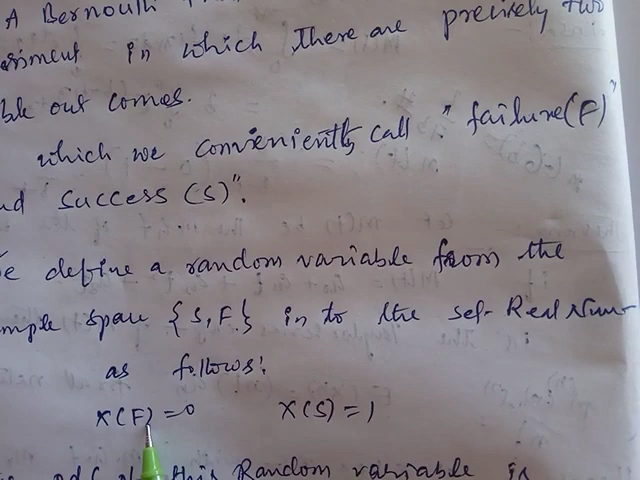 A Bernoulli
in which there are precisely two
ble out comes.
which we conveniently call "failure(F)"
nd success (S)".
e define a random variable from the
mple space {S,F} in to the set Real Num
as follows:
X(F)=0 X(S)=1
this Random variable is